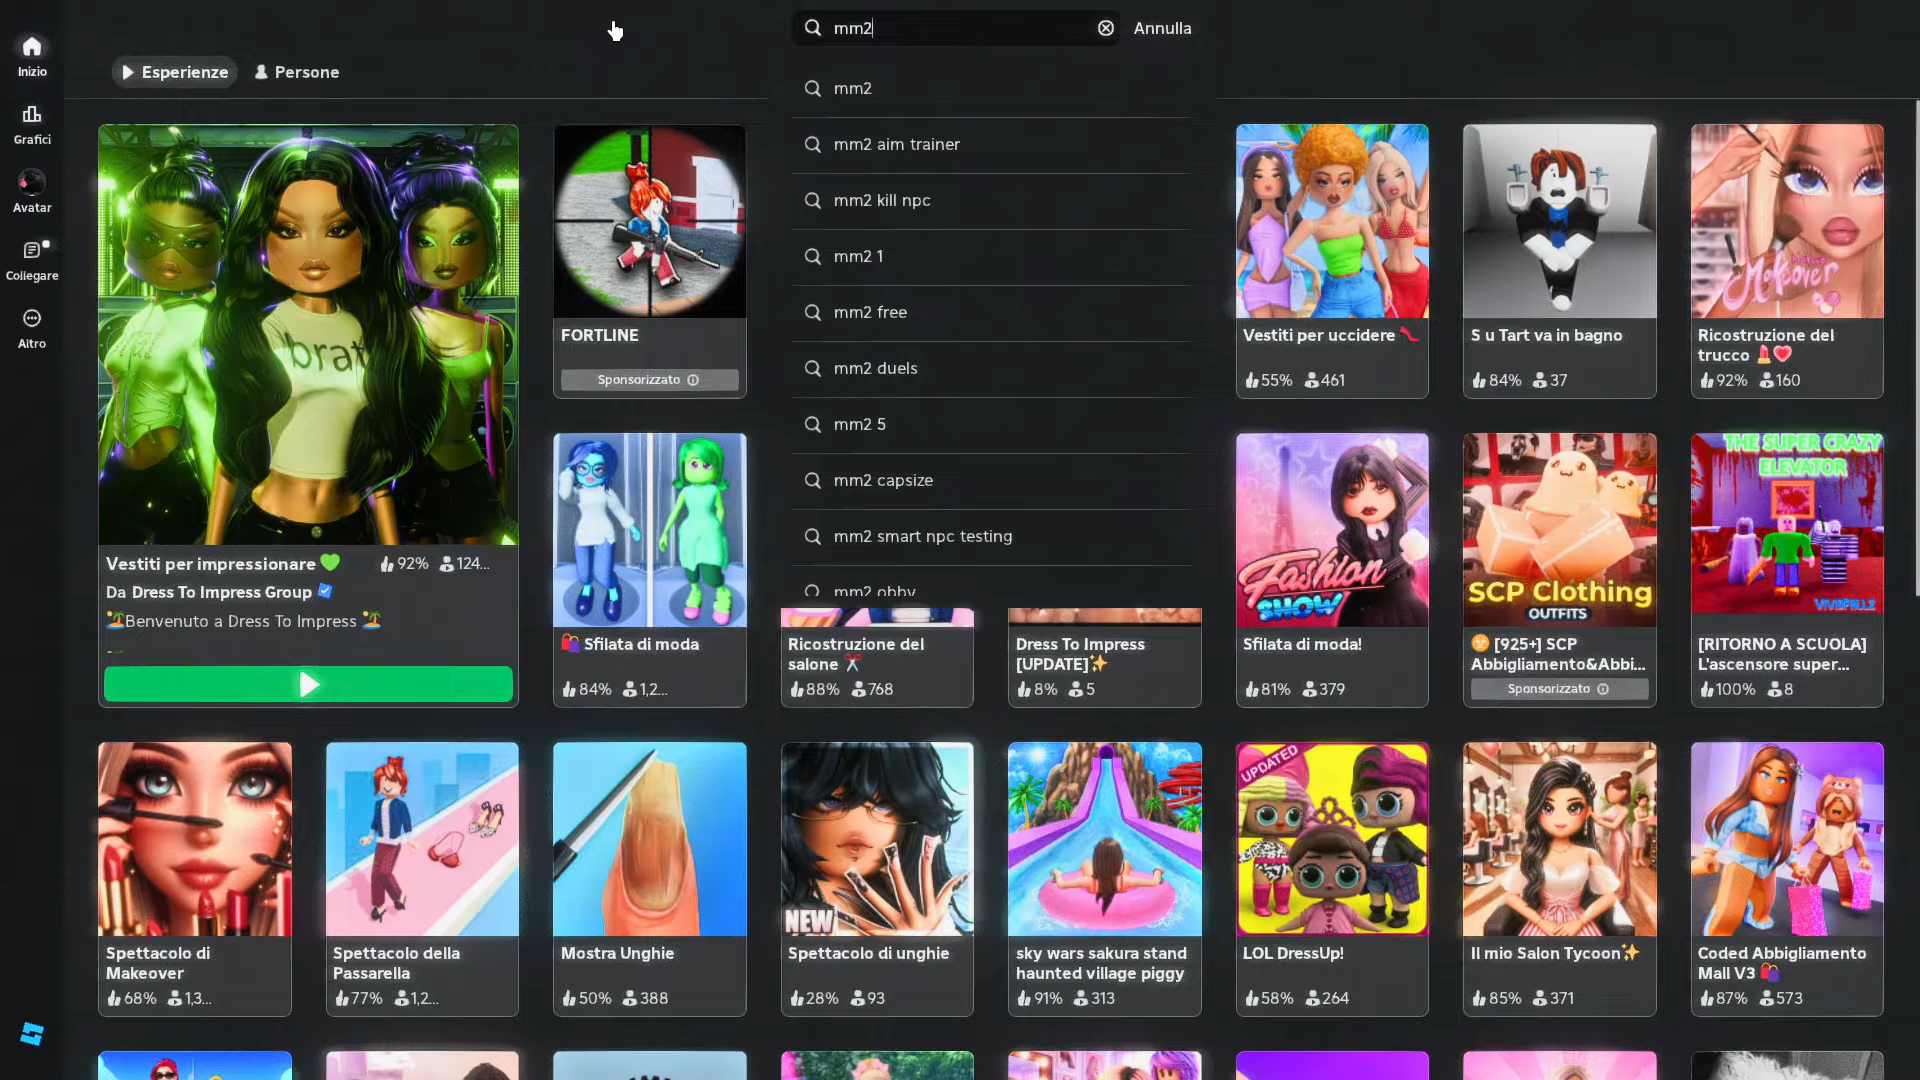 mm2
Annulla
Inizio
Esperienze
Persone
mm2
Grafici
mm2 aim trainer
Avatar
mm2 kill npc
Collegare
mm2 1
Altro
mm2 free
mm2 duels
mm2 5
mm2 capsize
mm2 smart npc testing
mm2 obby
brat
Vestiti per impressionare
92% 124...
Da Dress To Impress Group
Benvenuto a Dress To Impress
FORTLINE
Sponsorizzato
Vestiti per uccidere
55% 461
S u Tart va in bagno
84% 37
Makeover
Ricostruzione del
trucco
92% 160
Sfilata di moda
84% 1,2...
Ricostruzione del
salone
88% 768
Dress To Impress
[UPDATE]
8% 5
Fashion
SHOW
Sfilata di moda!
81% 379
SCP Clothing
OUTFITS
[925+] SCP
Abbigliamento&Abbi...
Sponsorizzato
THE SUPER CRAZY
ELEVATOR
[RITORNO A SCUOLA]
L'ascensore super...
100% 8
Spettacolo di
Makeover
68% 1,3...
Spettacolo della
Passarella
77% 1,2...
Mostra Unghie
50% 388
NEW
Spettacolo di unghie
28% 93
sky wars sakura stand
haunted village piggy
91% 313
UPDATED
LOL DressUp!
58% 264
Il mio Salon Tycoon
85% 371
Coded Abbigliamento
Mall V3
87% 573